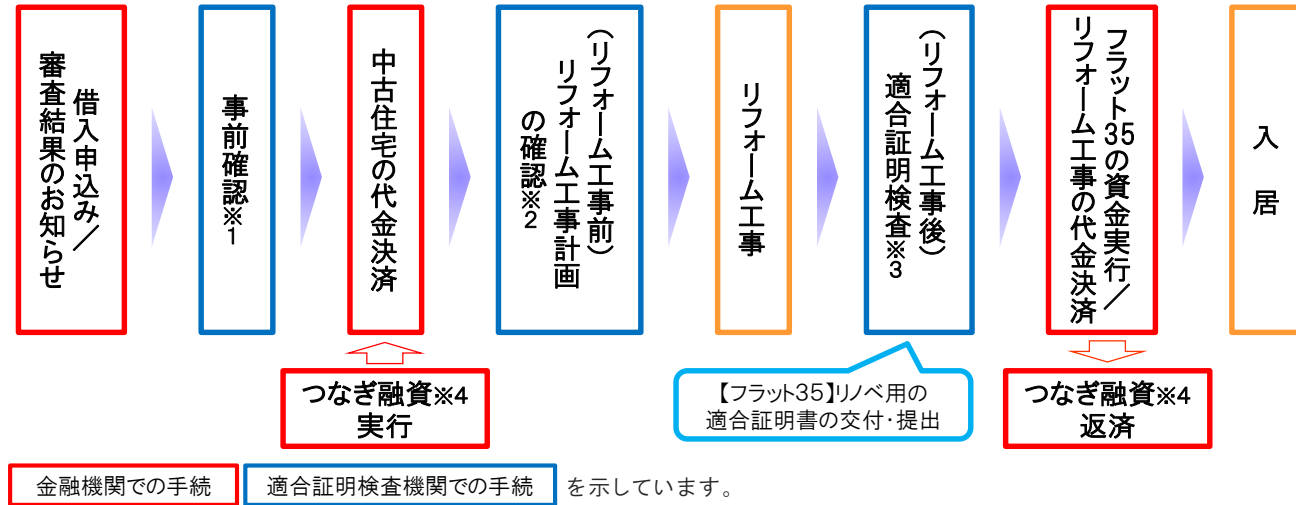 借入申込み／
審査結果のお知らせ
事前確認※1
中古住宅の代金決済
（リフォーム工事前）
リフォーム工事計画
の確認※2
リフォーム工事
（リフォーム工事後）
適合証明検査※3
フラット35の資金実行／
リフォーム工事の代金決済
入居
つなぎ融資※4
実行
【フラット35】リノベ用の
適合証明書の交付・提出
つなぎ融資※4
返済
金融機関での手続 適合証明検査機関での手続 を示しています。